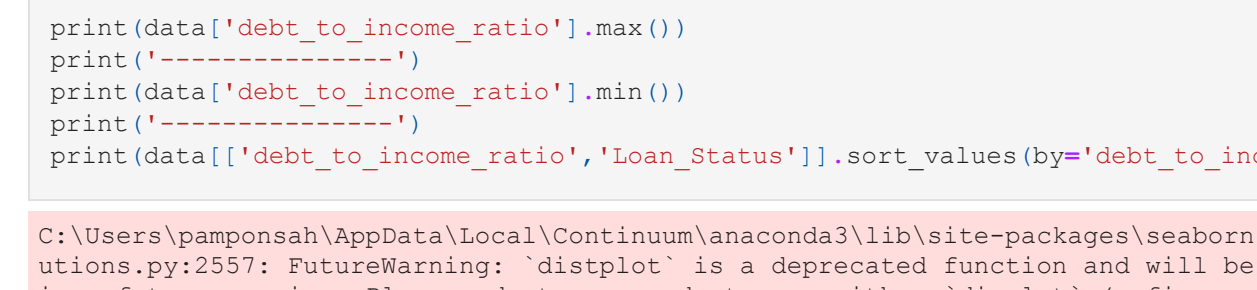 print(data['debt_to_income_ratio'].max())
print('---------------')
print(data['debt_to_income_ratio'].min())
print('---------------')
print(data[['debt_to_income_ratio','Loan_Status']].sort_values(by='debt_to_in
C:\Users\pamponsah\AppData\Local\Continuum\anaconda3\lib\site-packages\seaborn
utions.py:2557: FutureWarning: `distplot` is a deprecated function and will be